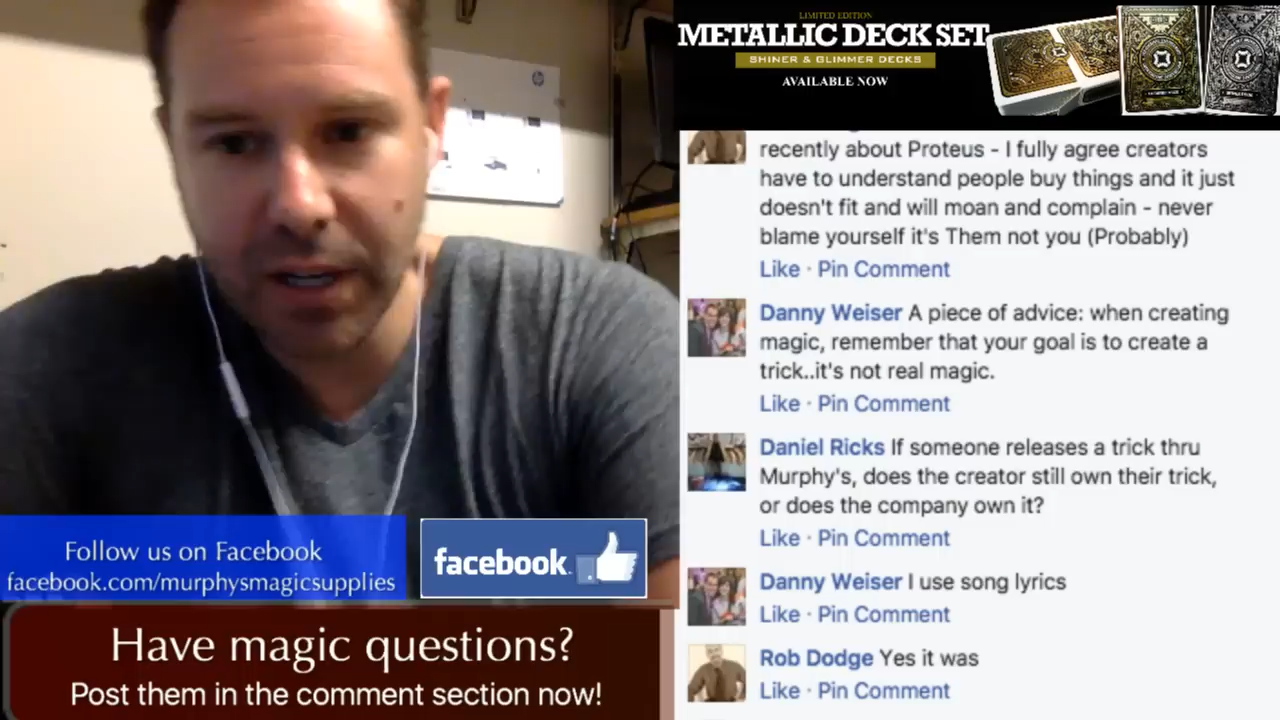 LIMITED EDITION
METALLIC DECK SET
SHINER & GLIMMER DECKS
AVAILABLE NOW
recently about Proteus - I fully agree creators
have to understand people buy things and it just
doesn't fit and will moan and complain - never
blame yourself it's Them not you (Probably)
Like · Pin Comment
Danny Weiser A piece of advice: when creating
magic, remember that your goal is to create a
trick..it's not real magic.
Like · Pin Comment
Daniel Ricks If someone releases a trick thru
Murphy's, does the creator still own their trick,
or does the company own it?
Like · Pin Comment
Danny Weiser I use song lyrics
Like · Pin Comment
Rob Dodge Yes it was
Like · Pin Comment
Follow us on Facebook
facebook.com/murphysmagicsupplies
facebook.
Have magic questions?
Post them in the comment section now!